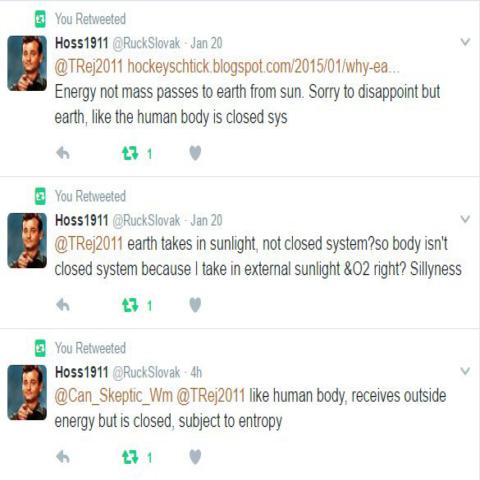 You Retweeted
Hoss1911 @RuckSlovak · Jan 20
@TRej2011 hockeyschtick.blogspot.com/2015/01/why-ea...
Energy not mass passes to earth from sun. Sorry to disappoint but
earth, like the human body is closed sys
1
You Retweeted
Hoss1911 @RuckSlovak · Jan 20
@TRej2011 earth takes in sunlight, not closed system?so body isn't
closed system because I take in external sunlight &O2 right? Sillyness
1
You Retweeted
Hoss1911 @RuckSlovak · 4h
@Can_Skeptic_Wm @TRej2011 like human body, receives outside
energy but is closed, subject to entropy
1